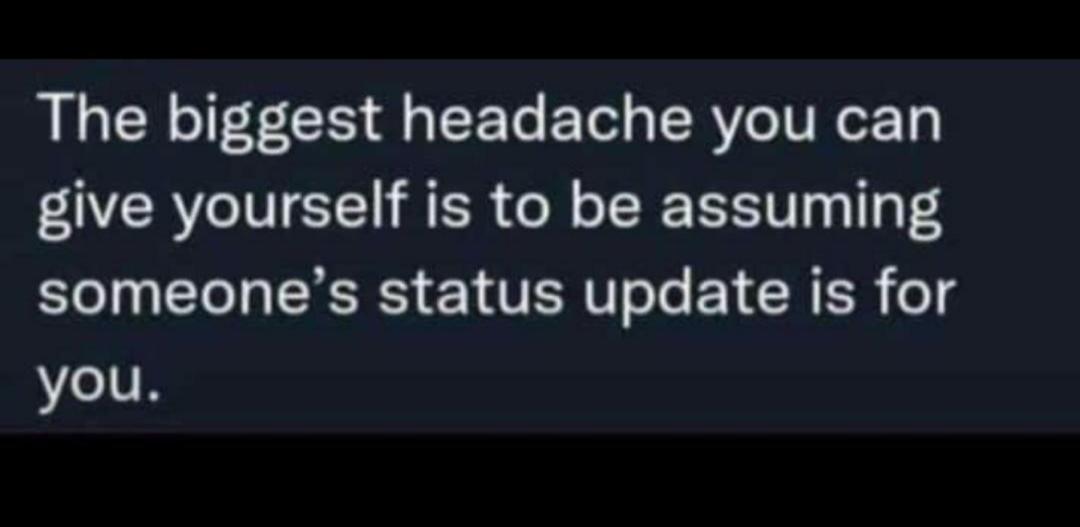 The biggest headache you can
give yourself is to be assuming
someone’s status update is for
you.